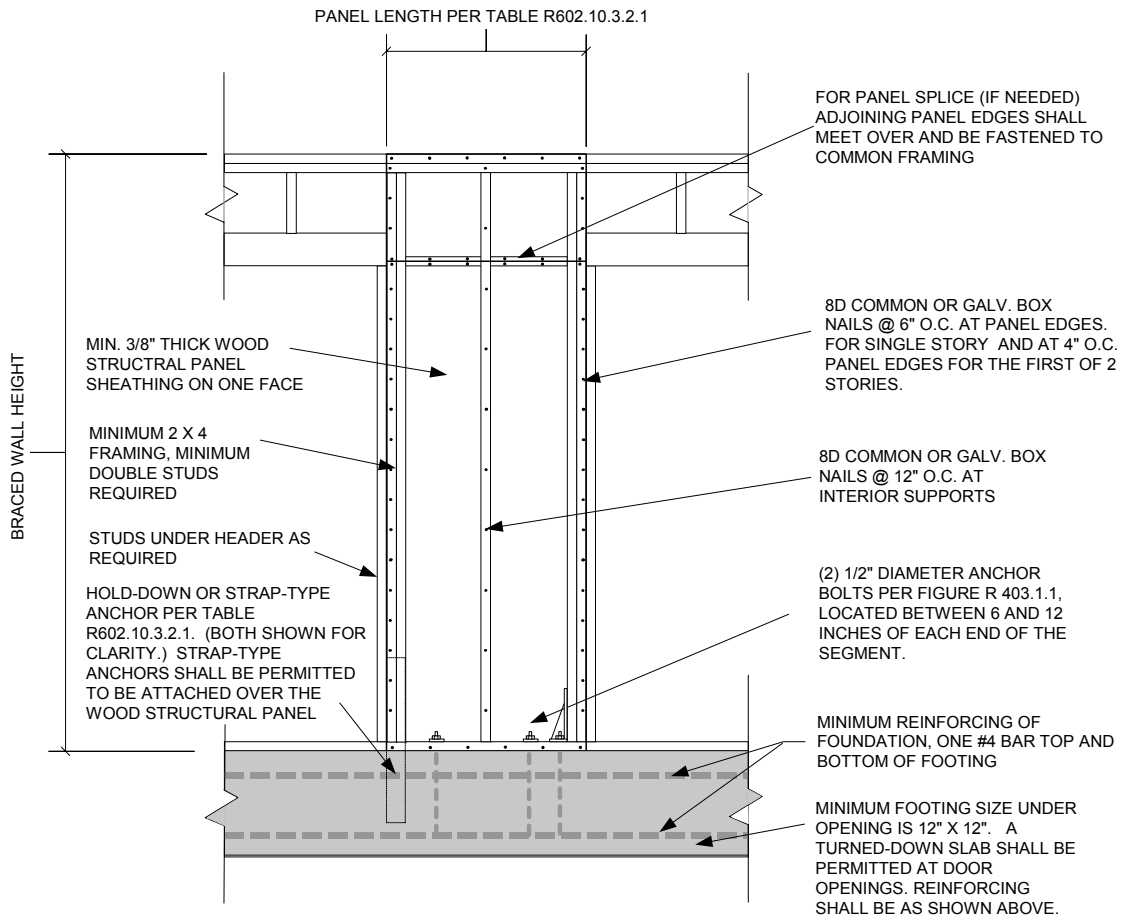 PANEL LENGTH PER TABLE R602.10.3.2.1
FOR PANEL SPLICE (IF NEEDED)
ADJOINING PANEL EDGES SHALL
MEET OVER AND BE FASTENED TO
COMMON FRAMING
BRACED WALL HEIGHT
MIN. 3/8" THICK WOOD
STRUCTRAL PANEL
SHEATHING ON ONE FACE
MINIMUM 2 X 4
FRAMING, MINIMUM
DOUBLE STUDS
REQUIRED
STUDS UNDER HEADER AS
REQUIRED
HOLD-DOWN OR STRAP-TYPE
ANCHOR PER TABLE
R602.10.3.2.1. (BOTH SHOWN FOR
CLARITY.) STRAP-TYPE
ANCHORS SHALL BE PERMITTED
TO BE ATTACHED OVER THE
WOOD STRUCTURAL PANEL
8D COMMON OR GALV. BOX
NAILS @ 6" O.C. AT PANEL EDGES.
FOR SINGLE STORY AND AT 4" O.C.
PANEL EDGES FOR THE FIRST OF 2
STORIES.
8D COMMON OR GALV. BOX
NAILS @ 12" O.C. AT
INTERIOR SUPPORTS
(2) 1/2" DIAMETER ANCHOR
BOLTS PER FIGURE R 403.1.1,
LOCATED BETWEEN 6 AND 12
INCHES OF EACH END OF THE
SEGMENT.
MINIMUM REINFORCING OF
FOUNDATION, ONE #4 BAR TOP AND
BOTTOM OF FOOTING
MINIMUM FOOTING SIZE UNDER
OPENING IS 12" X 12". A
TURNED-DOWN SLAB SHALL BE
PERMITTED AT DOOR
OPENINGS. REINFORCING
SHALL BE AS SHOWN ABOVE.